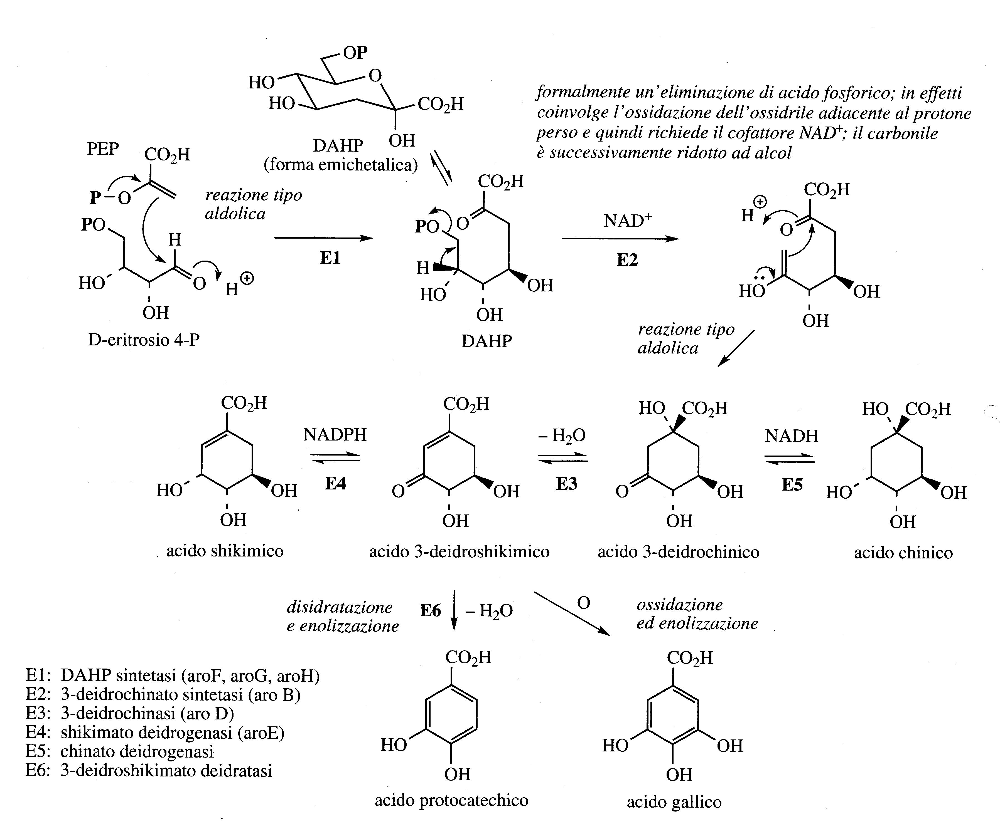 OP
O
HO
HO
CO₂H
OH
DAHP
(forma emichetalica)
formalmente un'eliminazione di acido fosforico; in effetti
coinvolge l'ossidazione dell'ossidrile adiacente al protone
perso e quindi richiede il cofattore NAD⁺; il carbonile
è successivamente ridotto ad alcol
PEP
CO₂H
P–O
reazione tipo
aldolica
PO
H
O
H⊕
HO
OH
D-eritrosio 4-P
E1
CO₂H
O
PO
H
HO
OH
OH
DAHP
NAD⁺
E2
CO₂H
H⊕
O
HO
OH
OH
reazione tipo
aldolica
CO₂H
HO
OH
OH
acido shikimico
NADPH
E4
CO₂H
O
OH
OH
acido 3-deidroshikimico
– H₂O
E3
HO CO₂H
O
OH
OH
acido 3-deidrochinico
NADH
E5
HO CO₂H
HO
OH
OH
acido chinico
disidratazione
e enolizzazione
E6
– H₂O
O
ossidazione
ed enolizzazione
E1: DAHP sintetasi (aroF, aroG, aroH)
E2: 3-deidrochinato sintetasi (aro B)
E3: 3-deidrochinasi (aro D)
E4: shikimato deidrogenasi (aroE)
E5: chinato deidrogenasi
E6: 3-deidroshikimato deidratasi
CO₂H
HO
OH
acido protocatechico
CO₂H
HO
OH
OH
acido gallico